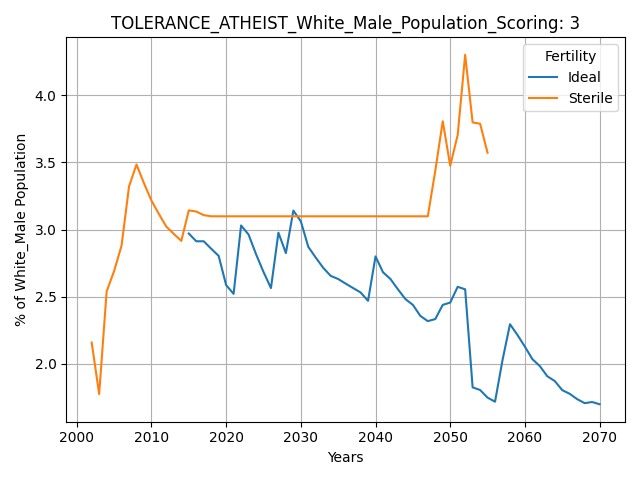 TOLERANCE_ATHEIST_White_Male_Population_Scoring: 3
Fertility
Ideal
Sterile
% of White_Male Population
4.0
3.5
3.0
2.5
2.0
2000 2010 2020 2030 2040 2050 2060 2070
Years